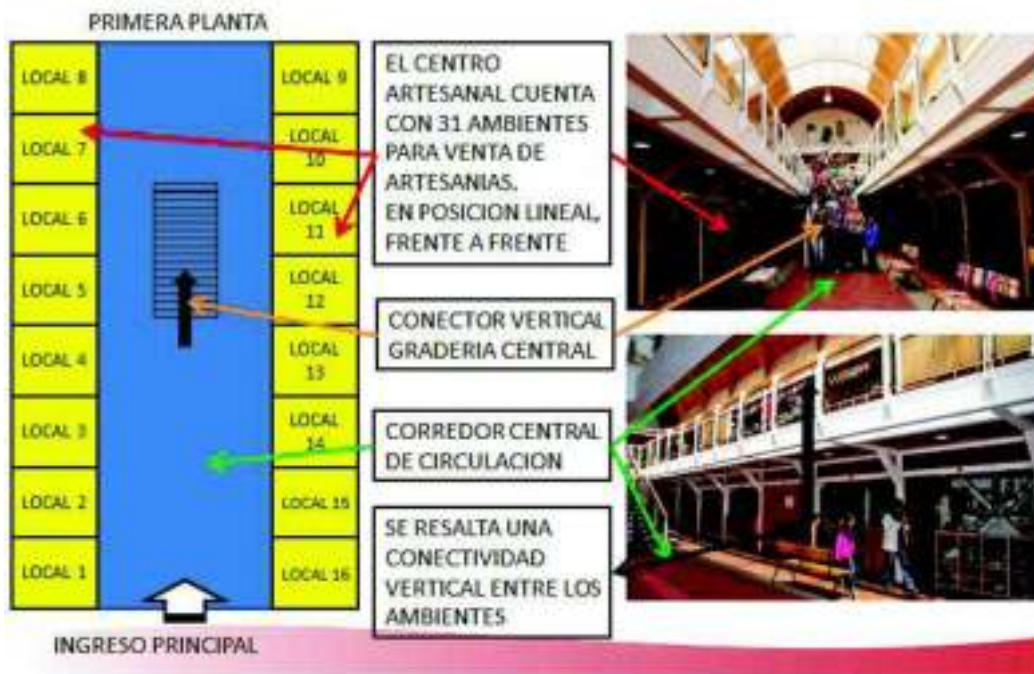 PRIMERA PLANTA
LOCAL 8
LOCAL 7
LOCAL 6
LOCAL 5
LOCAL 4
LOCAL 3
LOCAL 2
LOCAL 1
LOCAL 9
LOCAL
10
LOCAL
11
LOCAL
12
LOCAL
13
LOCAL
14
LOCAL 15
LOCAL 16
INGRESO PRINCIPAL
EL CENTRO
ARTESANAL CUENTA
CON 31 AMBIENTES
PARA VENTA DE
ARTESANIAS.
EN POSICION LINEAL,
FRENTE A FRENTE
CONECTOR VERTICAL
GRADERIA CENTRAL
CORREDOR CENTRAL
DE CIRCULACION
SE RESALTA UNA
CONECTIVIDAD
VERTICAL ENTRE LOS
AMBIENTES